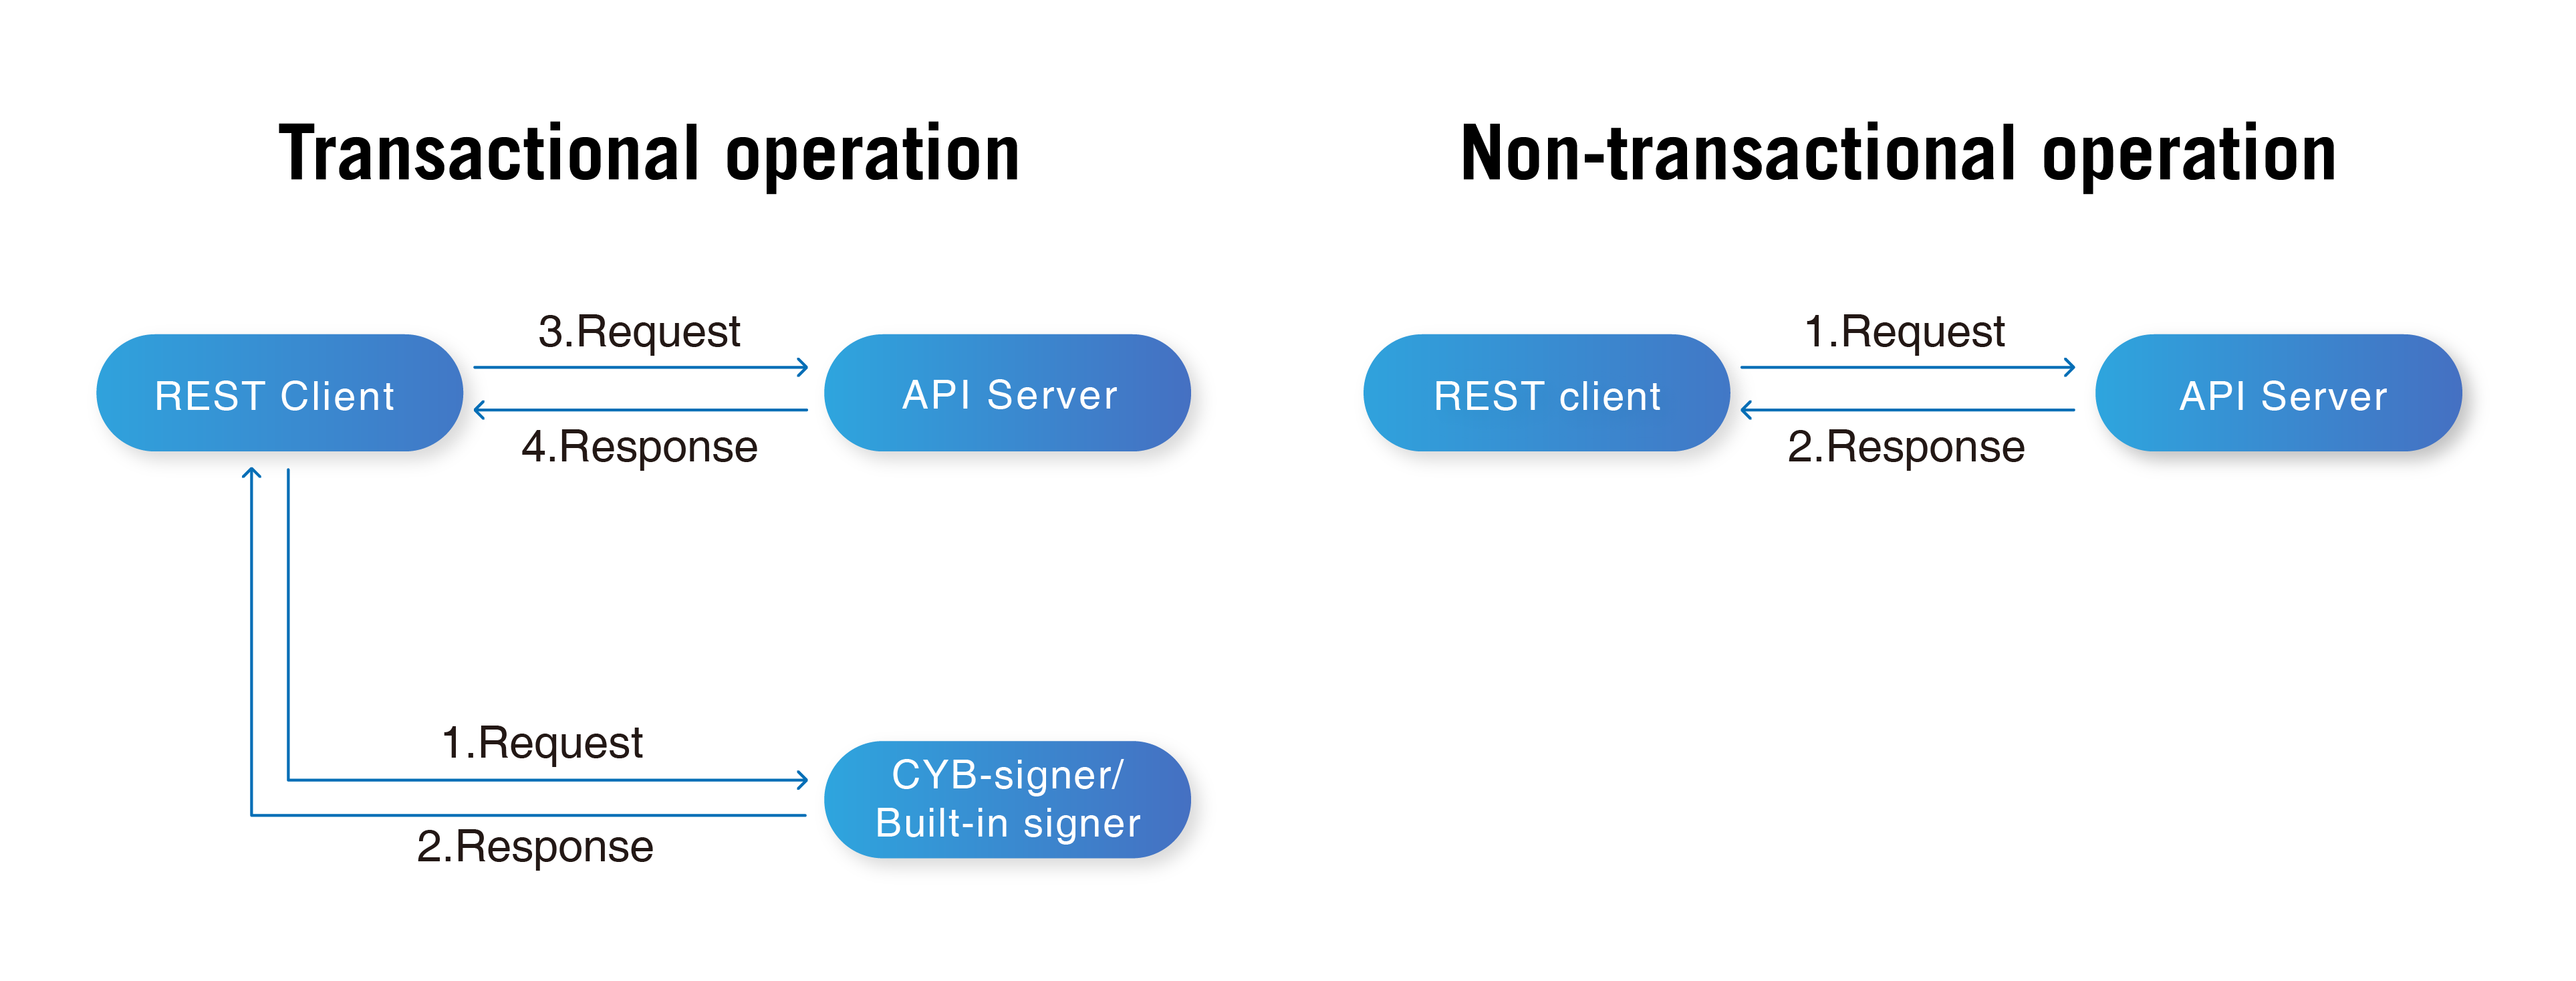 Transactional operation
REST Client
3.Request
4.Response
API Server
1.Request
2.Response
CYB-signer/
Built-in signer
Non-transactional operation
REST client
1.Request
2.Response
API Server